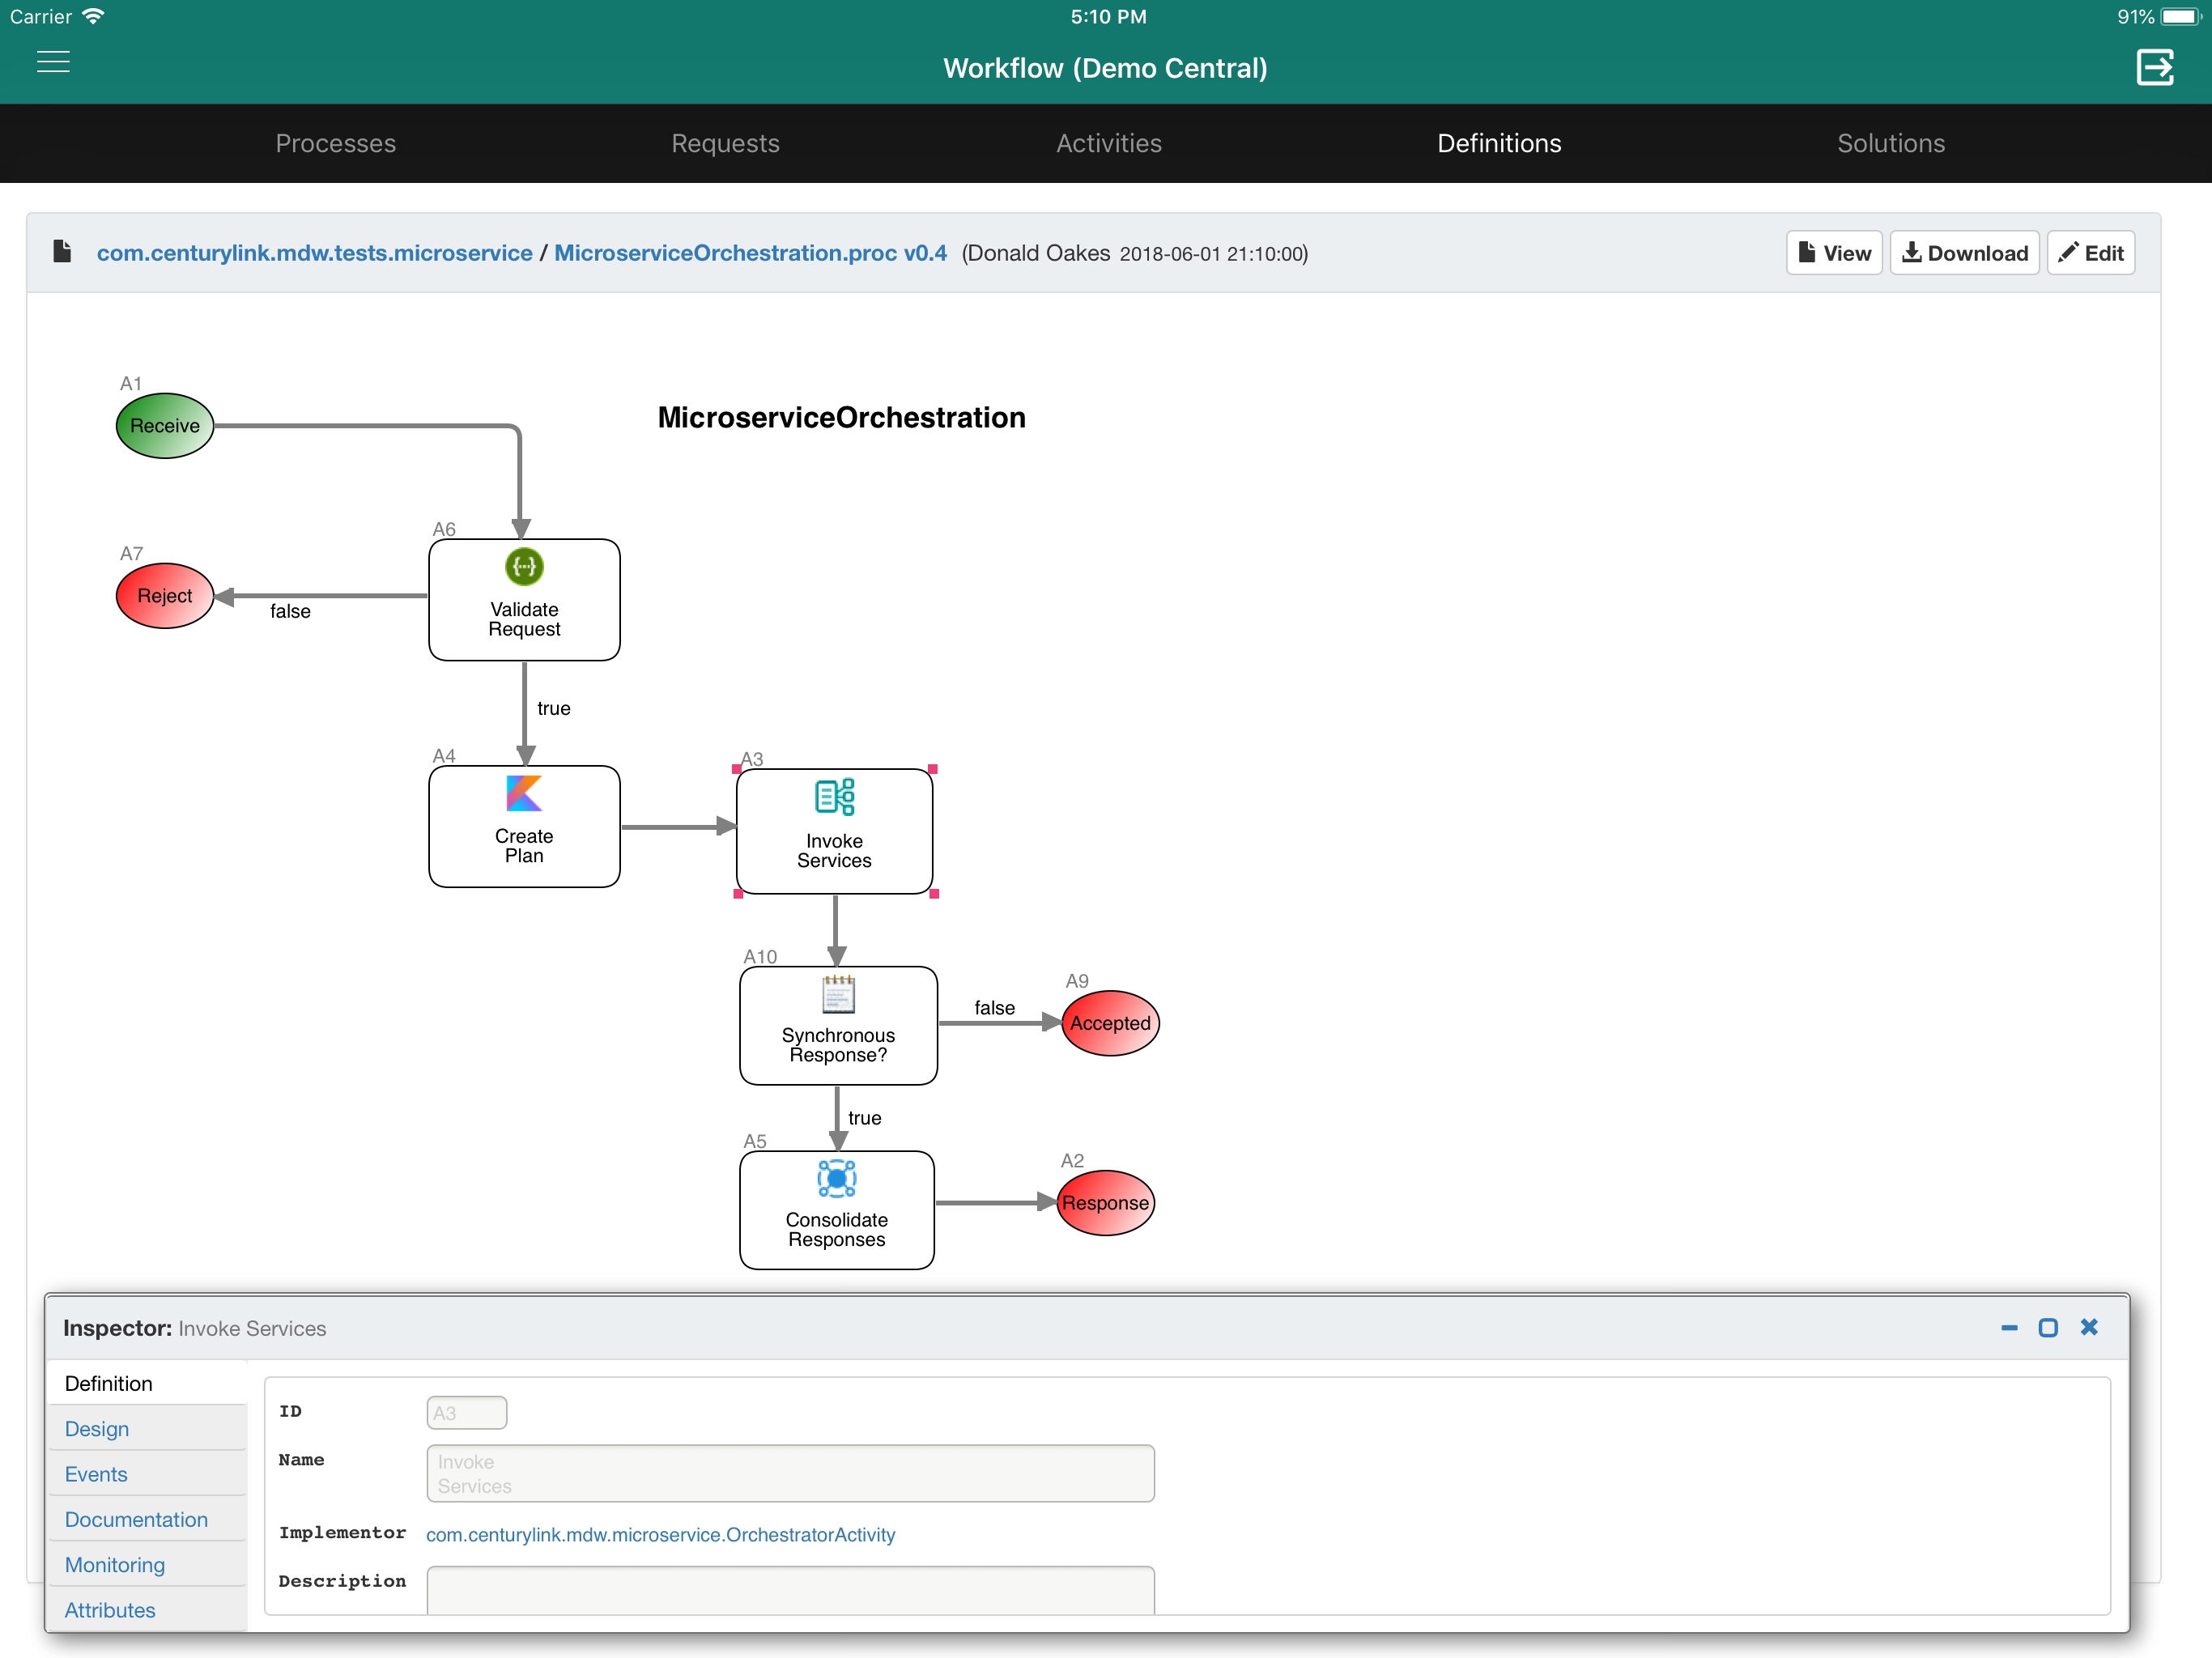 Carrier 5:10 PM 91%
Workflow (Demo Central)
Processes Requests Activities Definitions Solutions
com.centurylink.mdw.tests.microservice / MicroserviceOrchestration.proc v0.4 (Donald Oakes 2018-06-01 21:10:00) View Download Edit
A1
Receive
MicroserviceOrchestration
A6
A7
Reject
false
Validate
Request
true
A4
Create
Plan
A3
Invoke
Services
A10
Synchronous
Response?
false
A9
Accepted
true
A5
Consolidate
Responses
A2
Response
Inspector: Invoke Services
Definition
Design
Events
Documentation
Monitoring
Attributes
ID A3
Name Invoke
Services
Implementor com.centurylink.mdw.microservice.OrchestratorActivity
Description